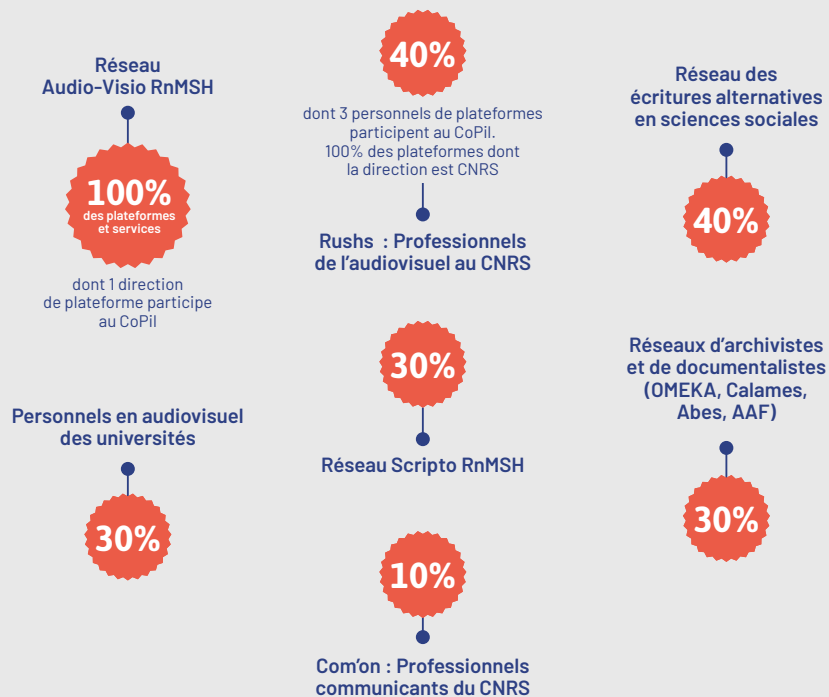 Réseau
Audio-Visio RnMSH
100%
des plateformes
et services
dont 1 direction
de plateforme participe
au CoPil
Personnels en audiovisuel
des universités
30%
40%
dont 3 personnels de plateformes
participent au CoPil.
100% des plateformes dont
la direction est CNRS
Rushs : Professionnels
de l'audiovisuel au CNRS
30%
Réseau Scripto RnMSH
10%
Com'on : Professionnels
communicants du CNRS
Réseau des
écritures alternatives
en sciences sociales
40%
Réseaux d'archivistes
et de documentalistes
(OMEKA, Calames,
Abes, AAF)
30%